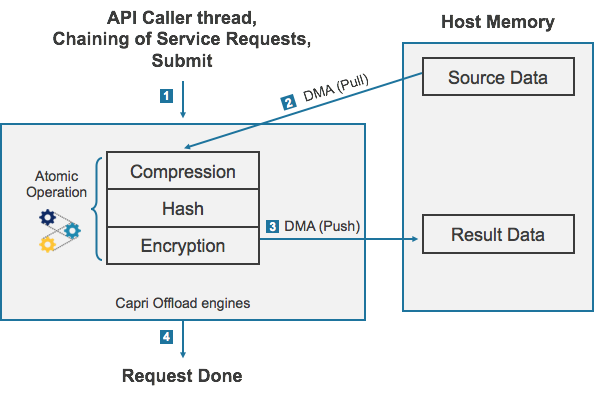 API Caller thread,
Chaining of Service Requests,
Submit
Host Memory
1
2 DMA (Pull)
Source Data
Atomic
Operation
Compression
Hash
Encryption
3 DMA (Push)
Result Data
Capri Offload engines
4
Request Done